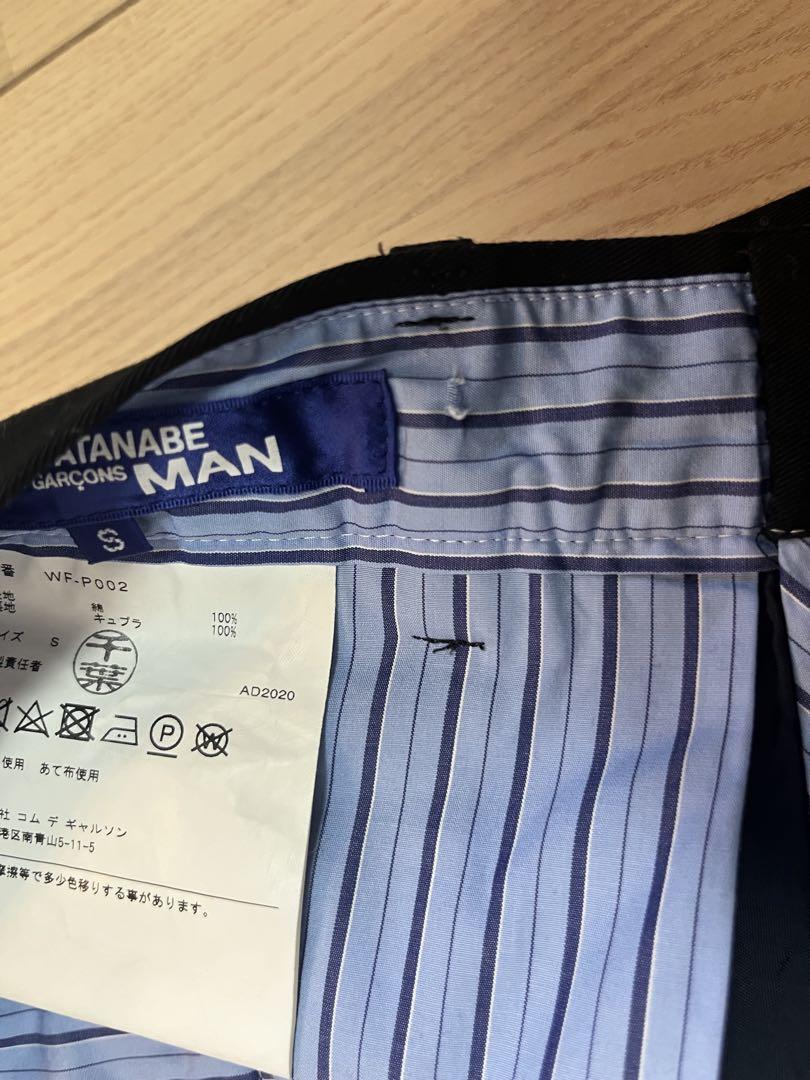 ATANABE
GARÇONS MAN
S
番 WF-P002
地 綿 100%
裏地 キュプラ 100%
イズ S
千葉
責任者
AD2020
P
W
使用 あて布使用
社 コム デ ギャルソン
港区南青山5-11-5
摩擦等で多少色移りする事があります。